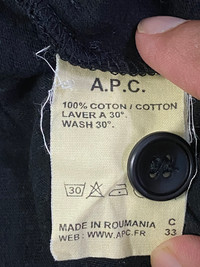 A.P.C.
100% COTON / COTTON
LAVER A 30°.
WASH 30°.
30
MADE IN ROUMANIA C
WEB: WWW.APC.FR 33